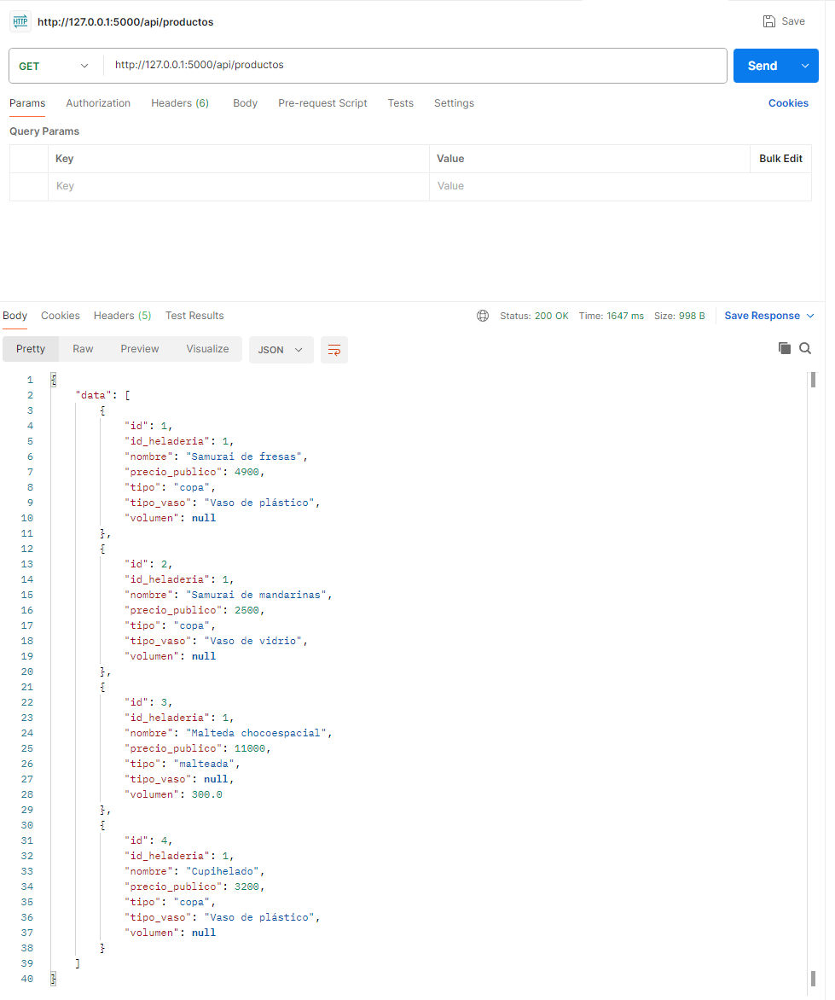 HTTP http://127.0.0.1:5000/api/productos Save
GET http://127.0.0.1:5000/api/productos Send
Params Authorization Headers (6) Body Pre-request Script Tests Settings Cookies
Query Params
Key Value Bulk Edit
Key Value
Body Cookies Headers (5) Test Results Status: 200 OK Time: 1647 ms Size: 998 B Save Response
Pretty Raw Preview Visualize JSON
1 {
2 "data": [
3 {
4 "id": 1,
5 "id_heladeria": 1,
6 "nombre": "Samurai de fresas",
7 "precio_publico": 4900,
8 "tipo": "copa",
9 "tipo_vaso": "Vaso de plástico",
10 "volumen": null
11 },
12 {
13 "id": 2,
14 "id_heladeria": 1,
15 "nombre": "Samurai de mandarinas",
16 "precio_publico": 2500,
17 "tipo": "copa",
18 "tipo_vaso": "Vaso de vidrio",
19 "volumen": null
20 },
21 {
22 "id": 3,
23 "id_heladeria": 1,
24 "nombre": "Malteda chocoespacial",
25 "precio_publico": 11000,
26 "tipo": "malteada",
27 "tipo_vaso": null,
28 "volumen": 300.0
29 },
30 {
31 "id": 4,
32 "id_heladeria": 1,
33 "nombre": "Cupihelado",
34 "precio_publico": 3200,
35 "tipo": "copa",
36 "tipo_vaso": "Vaso de plástico",
37 "volumen": null
38 }
39 ]
40 }